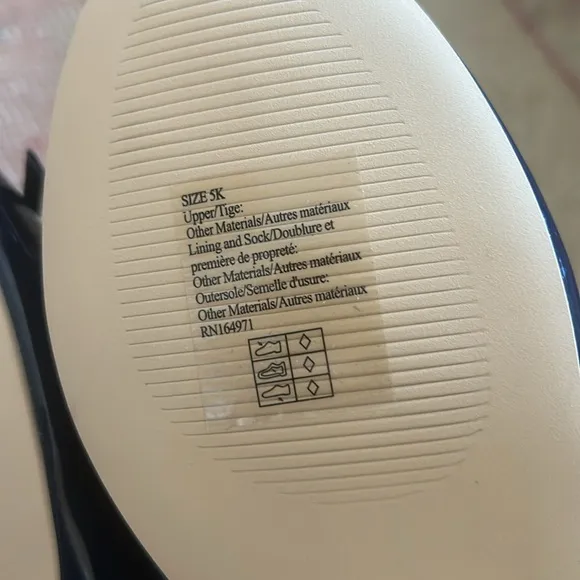 SIZE 5K
Upper/Tige:
Other Materials/Autres matériaux
Lining and Sock/Doublure et
première de propreté:
Other Materials/Autres matériaux
Outersole/Semelle d'usure:
Other Materials/Autres matériaux
RN164971